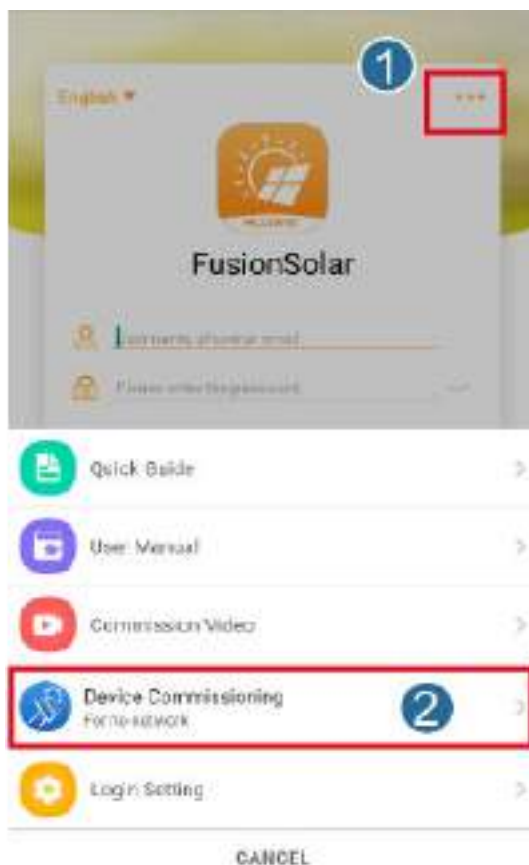 1
English
FusionSolar
Quick Guide
User Manual
Commission Video
Device Commissioning
2
For no network
Login Setting
CANCEL